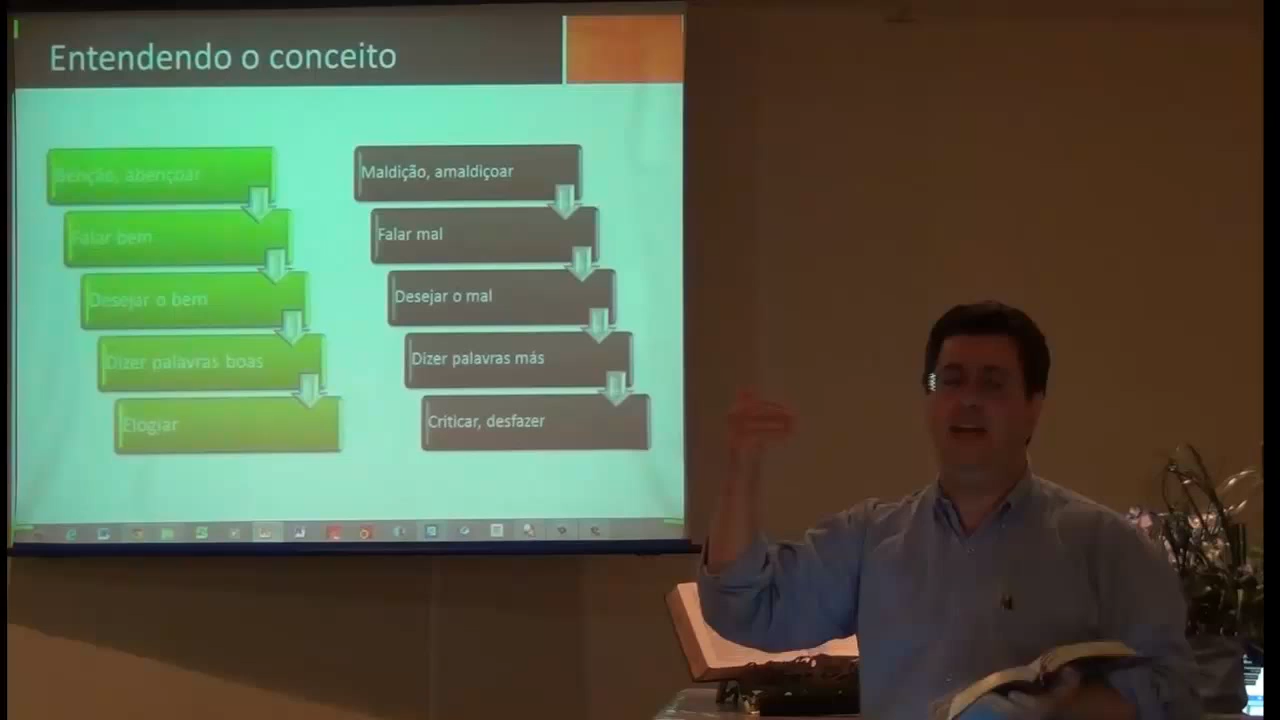 Entendendo o conceito
Benção, abençoar
Falar bem
Desejar o bem
Dizer palavras boas
Elogiar
Maldição, amaldiçoar
Falar mal
Desejar o mal
Dizer palavras más
Criticar, desfazer